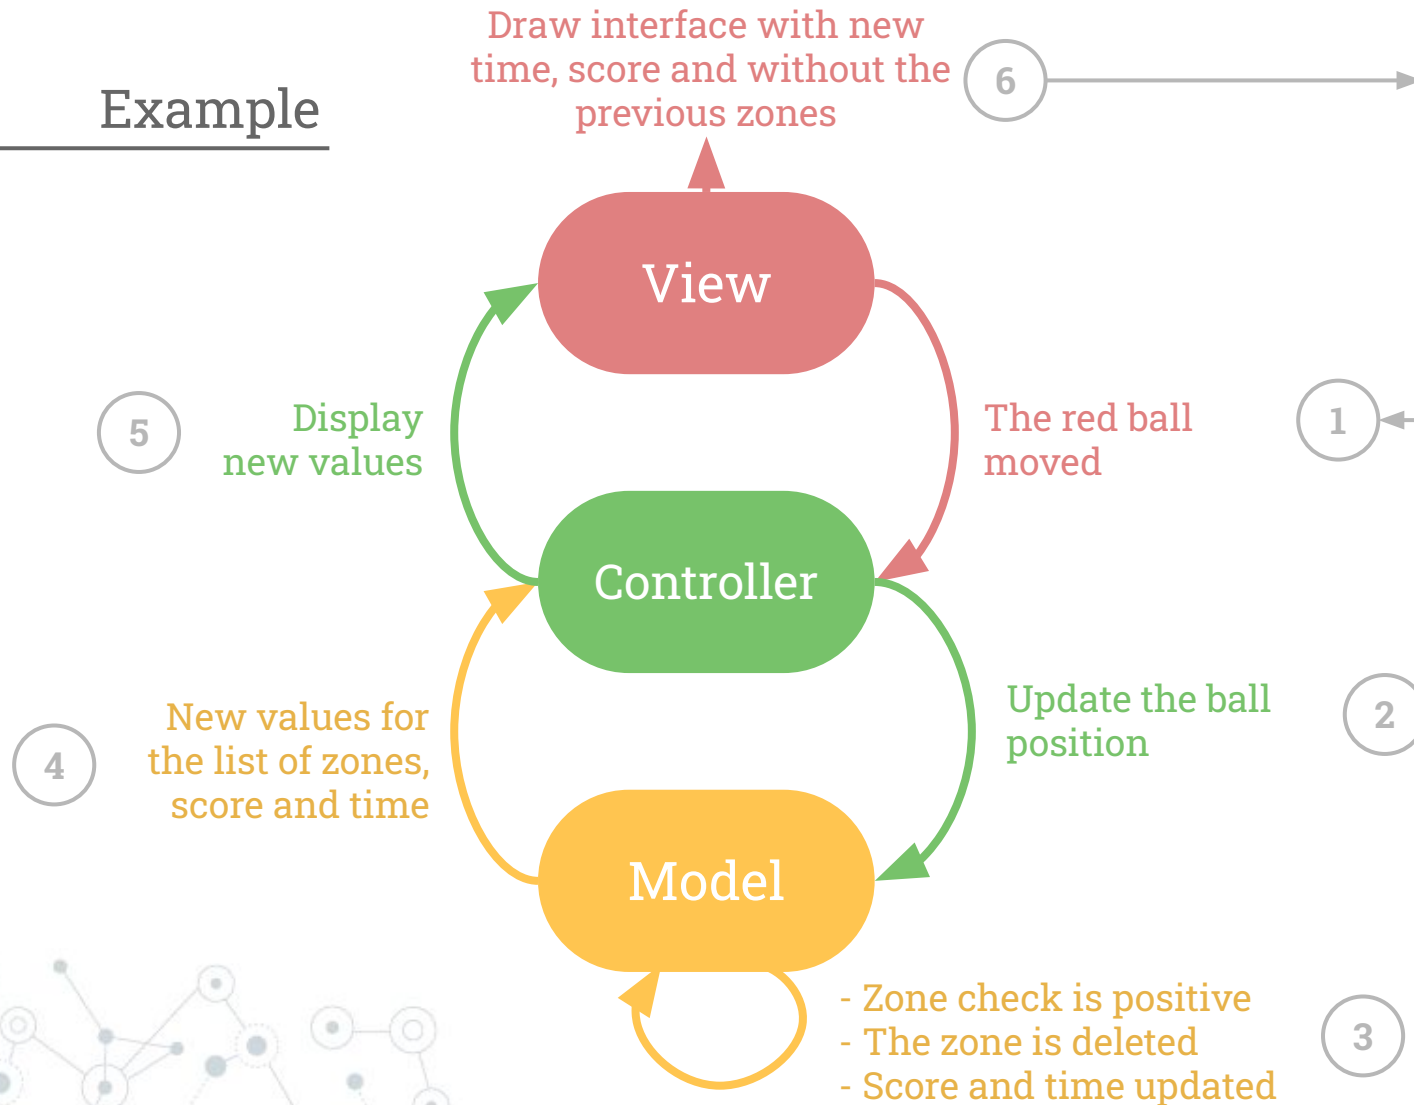 Example
Draw interface with new
time, score and without the
previous zones
6
View
5
Display
new values
The red ball
moved
1
Controller
4
New values for
the list of zones,
score and time
Update the ball
position
2
Model
- Zone check is positive
- The zone is deleted
- Score and time updated
3